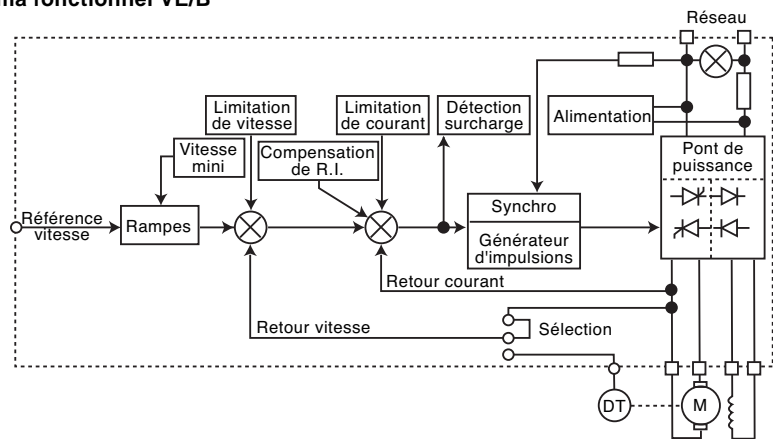 fonctionnel VE/B
Réseau
Limitation
de vitesse
Limitation
de courant
Détection
surcharge
Alimentation
Vitesse
mini
Compensation
de R.I.
Pont de
puissance
Référence
vitesse
Rampes
Synchro
Générateur
d'impulsions
Retour courant
Retour vitesse
Sélection
DT
M